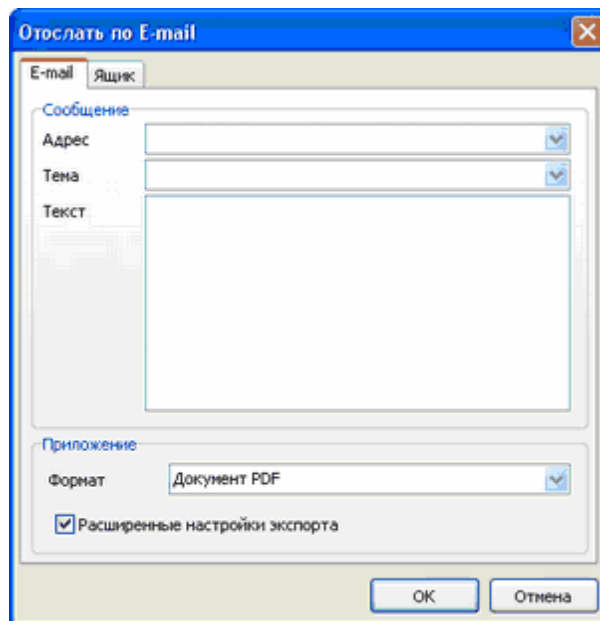 Отослать по E-mail
E-mail Ящик
Сообщение
Адрес
Тема
Текст
Приложение
Формат Документ PDF
Расширенные настройки экспорта
OK Отмена